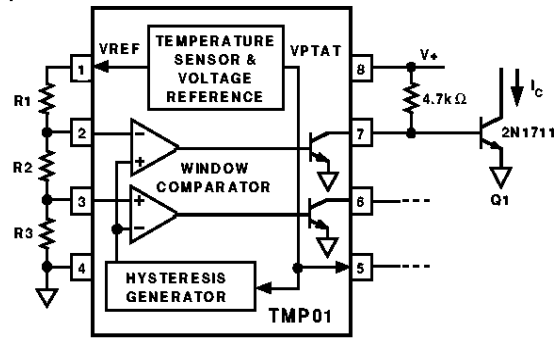 VREF
TEMPERATURE
SENSOR &
VOLTAGE
REFERENCE
VPTAT
1
8
V+
R1
4.7kΩ
IC
2
7
2N1711
R2
WINDOW
COMPARATOR
Q1
3
6
R3
4
5
HYSTERESIS
GENERATOR
TMP01
−
+
+
−